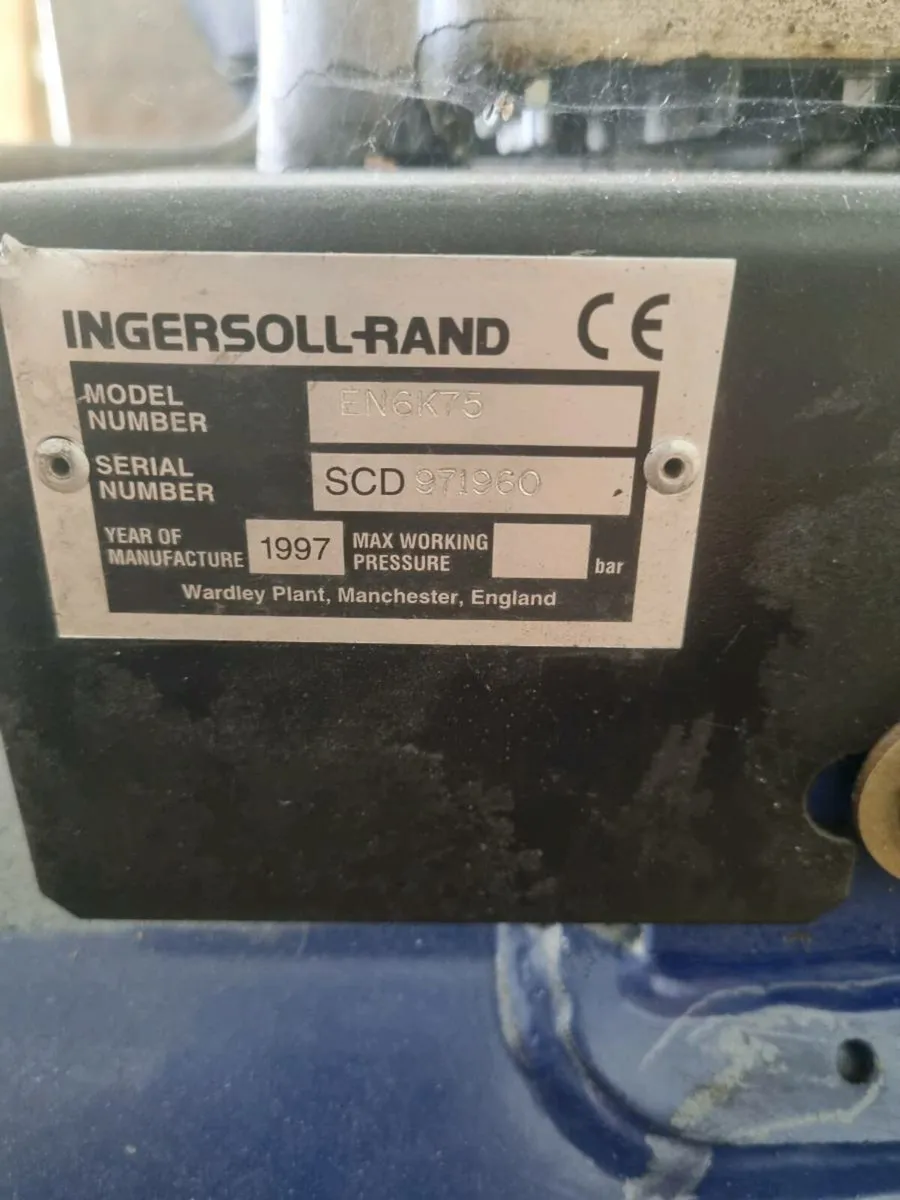 INGERSOLL-RAND CE
MODEL NUMBER EN6K75
SERIAL NUMBER SCD 971960
YEAR OF MANUFACTURE 1997 MAX WORKING PRESSURE bar
Wardley Plant, Manchester, England